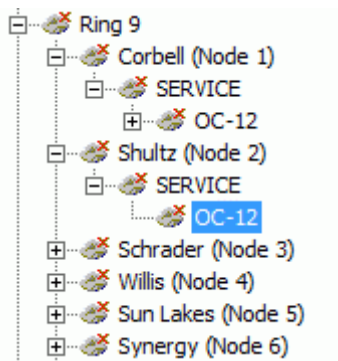 Ring 9
Corbell (Node 1)
SERVICE
OC-12
Shultz (Node 2)
SERVICE
OC-12
Schrader (Node 3)
Willis (Node 4)
Sun Lakes (Node 5)
Synergy (Node 6)